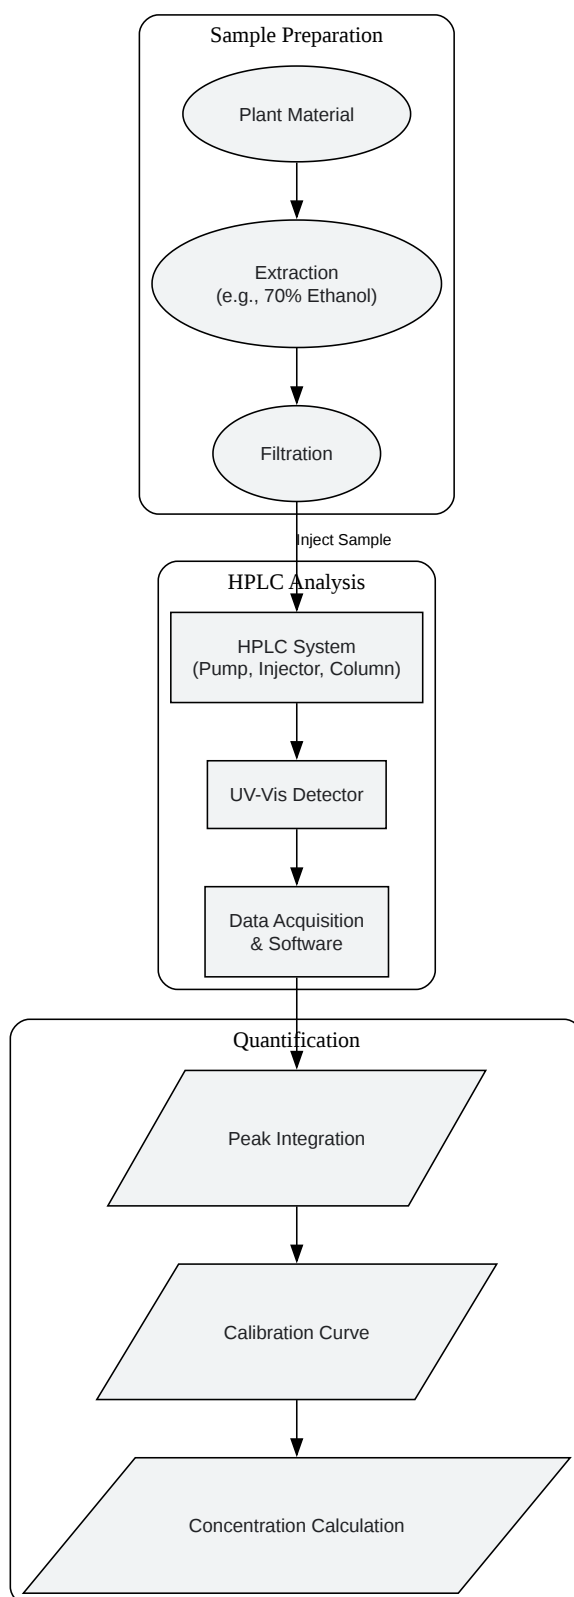 Sample Preparation
Plant Material
Extraction
(e.g., 70% Ethanol)
Filtration
Inject Sample
HPLC Analysis
HPLC System
(Pump, Injector, Column)
UV-Vis Detector
Data Acquisition
& Software
Quantification
Peak Integration
Calibration Curve
Concentration Calculation